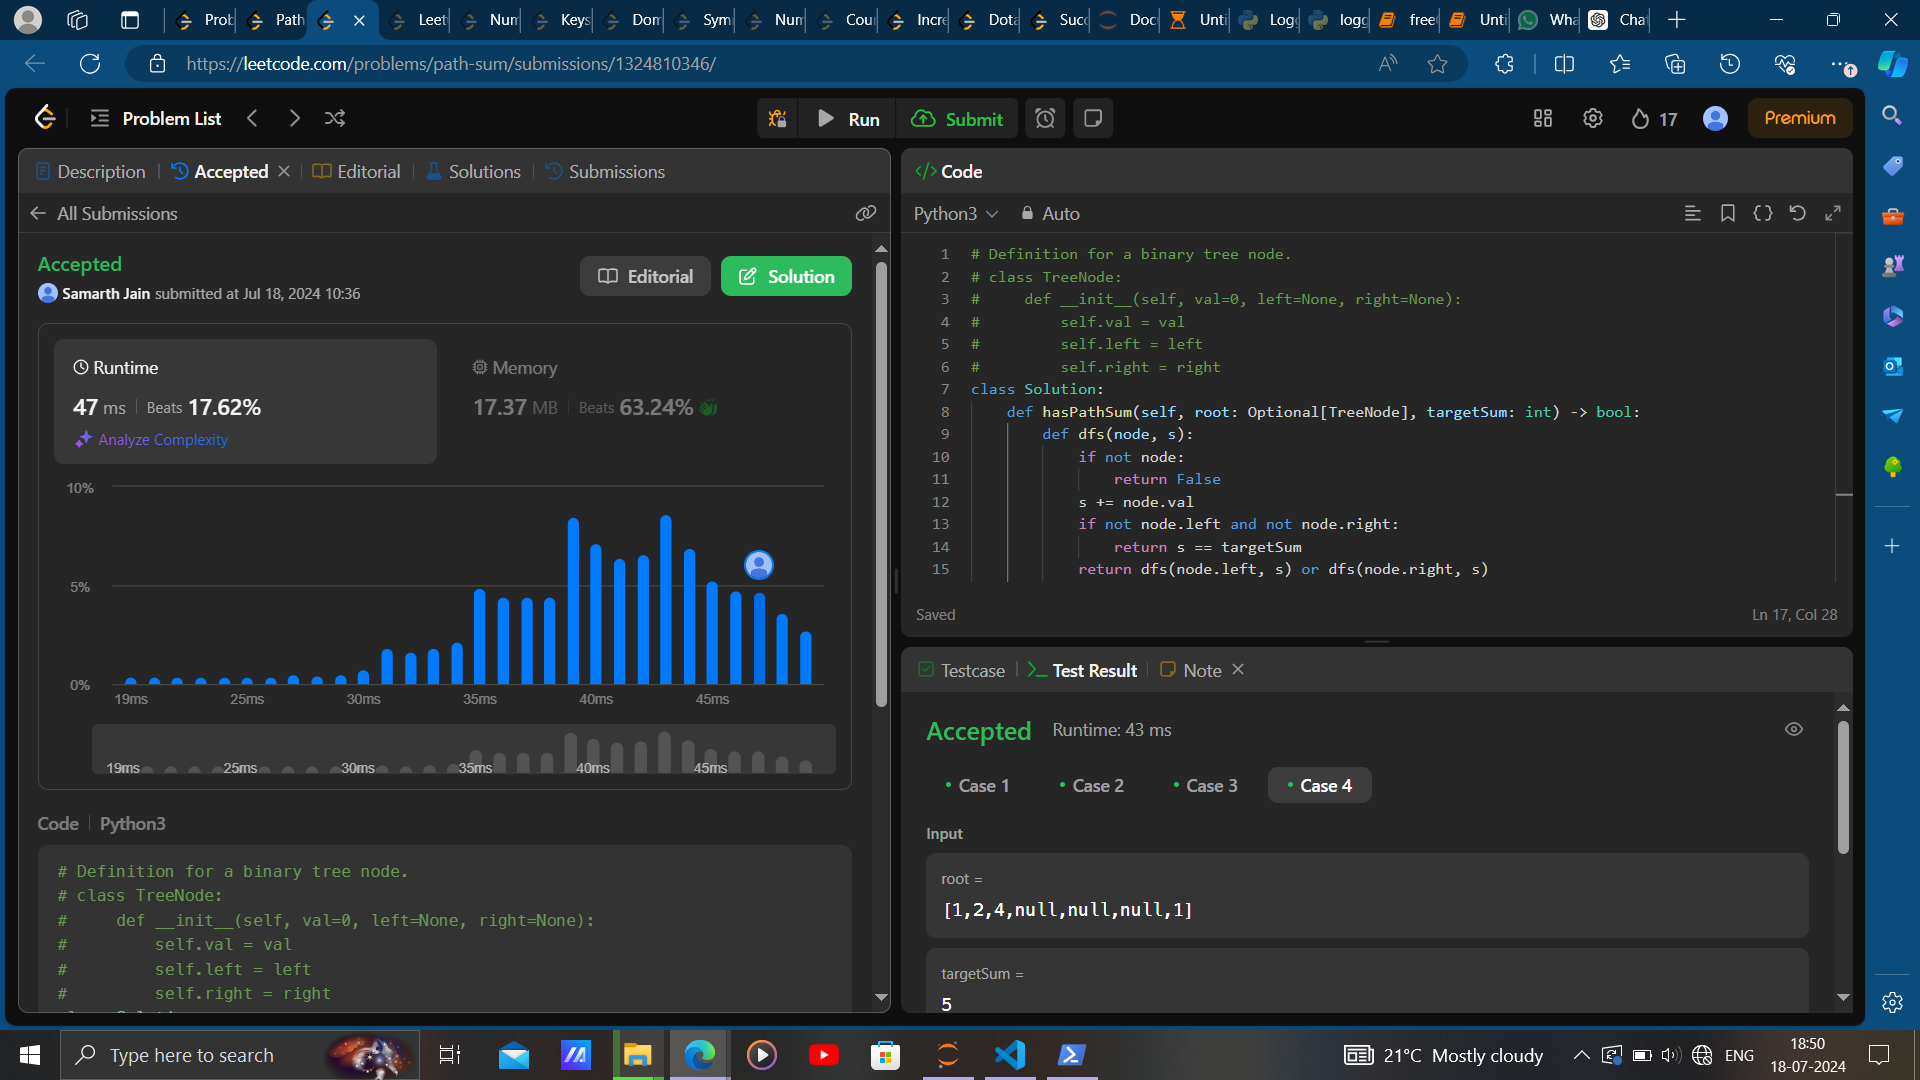 Prob
Path
Leet
Num
Keys
Dom
Sym
Num
Cour
Incre
Dota
Succ
Doc
Unti
Logg
logg
free
Unti
Wha
Chat
https://leetcode.com/problems/path-sum/submissions/1324810346/
Problem List
Run
Submit
17
Premium
Description
Accepted
Editorial
Solutions
Submissions
All Submissions
Accepted
Samarth Jain submitted at Jul 18, 2024 10:36
Editorial
Solution
Runtime
47 ms
Beats 17.62%
Analyze Complexity
Memory
17.37 MB
Beats 63.24%
10%
5%
0%
19ms
25ms
30ms
35ms
40ms
45ms
19ms
25ms
30ms
35ms
40ms
45ms
Code
Python3
# Definition for a binary tree node.
# class TreeNode:
#     def __init__(self, val=0, left=None, right=None):
#         self.val = val
#         self.left = left
#         self.right = right
</> Code
Python3
Auto
1 # Definition for a binary tree node.
2 # class TreeNode:
3 #     def __init__(self, val=0, left=None, right=None):
4 #         self.val = val
5 #         self.left = left
6 #         self.right = right
7 class Solution:
8     def hasPathSum(self, root: Optional[TreeNode], targetSum: int) -> bool:
9         def dfs(node, s):
10             if not node:
11                 return False
12             s += node.val
13             if not node.left and not node.right:
14                 return s == targetSum
15             return dfs(node.left, s) or dfs(node.right, s)
Saved
Ln 17, Col 28
Testcase
Test Result
Note
Accepted
Runtime: 43 ms
Case 1
Case 2
Case 3
Case 4
Input
root =
[1,2,4,null,null,null,1]
targetSum =
5
Type here to search
21°C Mostly cloudy
ENG
18:50
18-07-2024